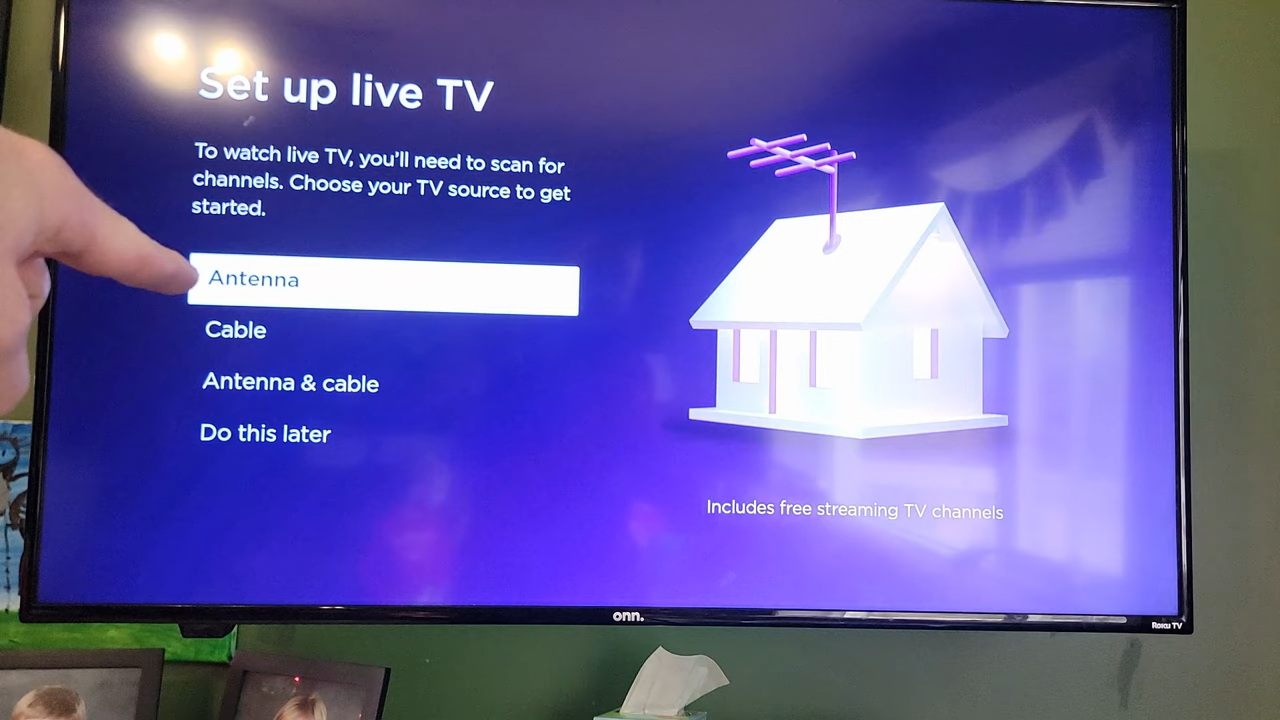 Set up live TV
To watch live TV, you'll need to scan for
channels. Choose your TV source to get
started.
Antenna
Cable
Antenna & cable
Do this later
Includes free streaming TV channels
onn.
Roku TV